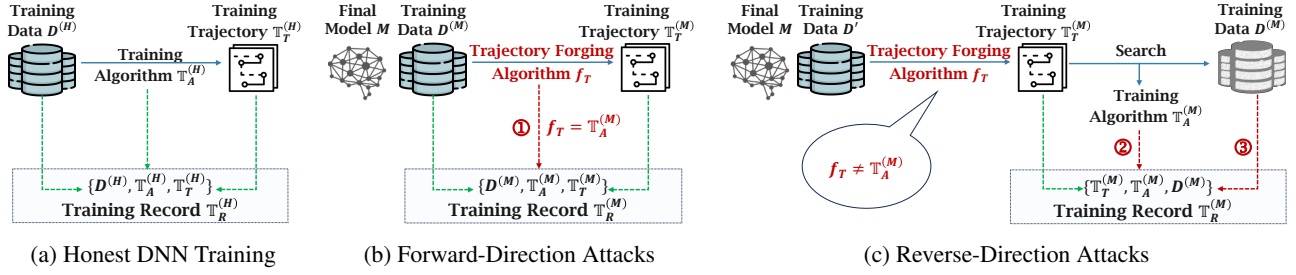 Training
Data D^(H)
Training
Trajectory 𝕋_T^(H)
Training
Algorithm 𝕋_A^(H)
{D^(H), 𝕋_A^(H), 𝕋_T^(H)}
Training Record 𝕋_R^(H)
(a) Honest DNN Training
Final
Model M
Training
Data D^(M)
Training
Trajectory 𝕋_T^(M)
Trajectory Forging
Algorithm f_T
① f_T = 𝕋_A^(M)
{D^(M), 𝕋_A^(M), 𝕋_T^(M)}
Training Record 𝕋_R^(M)
(b) Forward-Direction Attacks
Final
Model M
Training
Data D′
Training
Trajectory 𝕋_T^(M)
Training
Data D^(M)
Trajectory Forging
Algorithm f_T
Search
Training
Algorithm 𝕋_A^(M)
f_T ≠ 𝕋_A^(M)
② ③
{𝕋_T^(M), 𝕋_A^(M), D^(M)}
Training Record 𝕋_R^(M)
(c) Reverse-Direction Attacks